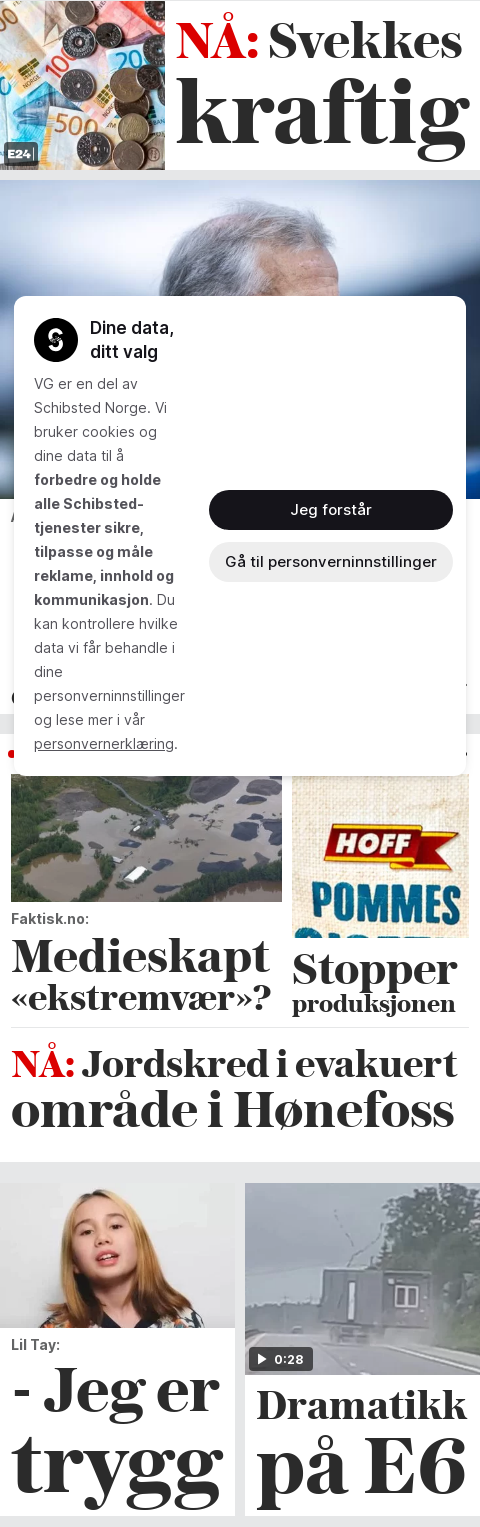 NÅ: Svekkes
kraftig
E24
500
Dine data,
ditt valg
VG er en del av
Schibsted Norge. Vi
bruker cookies og
dine data til å
forbedre og holde
alle Schibsted-
tjenester sikre,
tilpasse og måle
reklame, innhold og
kommunikasjon. Du
kan kontrollere hvilke
data vi får behandle i
dine
personverninnstillinger
og lese mer i vår
personvernerklæring.
Jeg forstår
Gå til personverninnstillinger
HOFF
POMMES
Faktisk.no:
Medieskapt
«ekstremvær»?
Stopper
produksjonen
NÅ: Jordskred i evakuert
område i Hønefoss
0:28
Lil Tay:
- Jeg er
trygg
Dramatikk
på E6